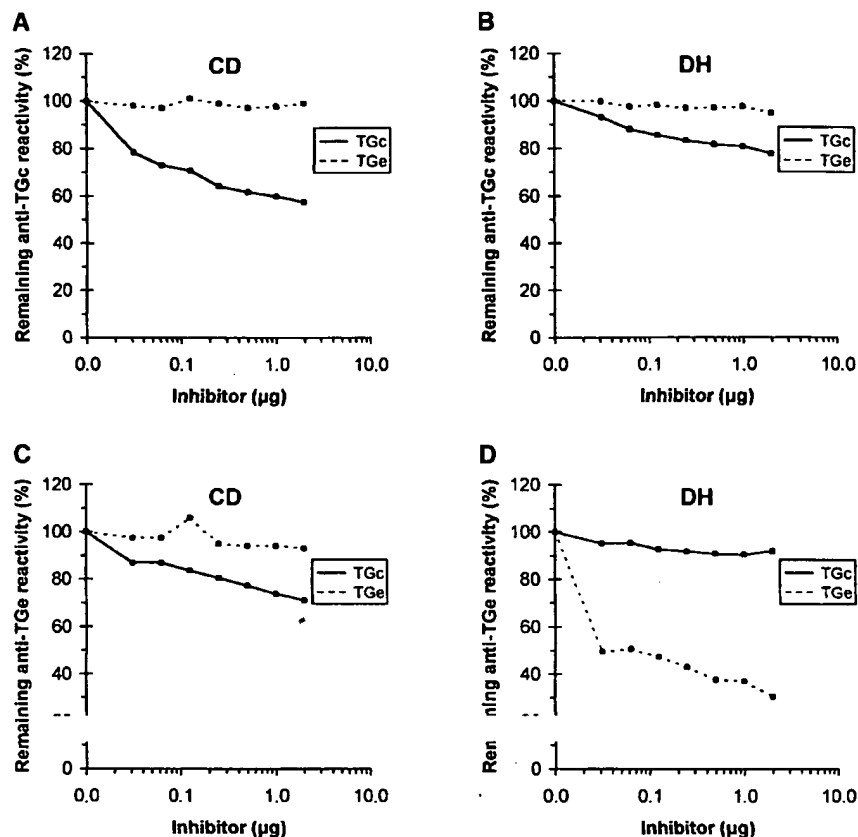 A
CD
120
100
80
60
40
20
0
Remaining anti-TGc reactivity (%)
TGc
TGe
0.0 0.1 1.0 10.0
Inhibitor (µg)
B
DH
120
100
80
60
40
20
0
Remaining anti-TGc reactivity (%)
TGc
TGe
0.0 0.1 1.0 10.0
Inhibitor (µg)
C
CD
120
100
80
60
40
0
Remaining anti-TGe reactivity (%)
TGc
TGe
0.0 0.1 1.0 10.0
Inhibitor (µg)
D
DH
120
100
80
60
40
0
Ren ning anti-TGe reactivity (%)
TGc
TGe
0.0 0.1 1.0 10.0
Inhibitor (µg)